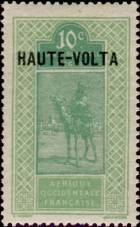 10c
HAUTE-VOLTA
AFRIQUE
OCCIDENTALE
FRANÇAISE